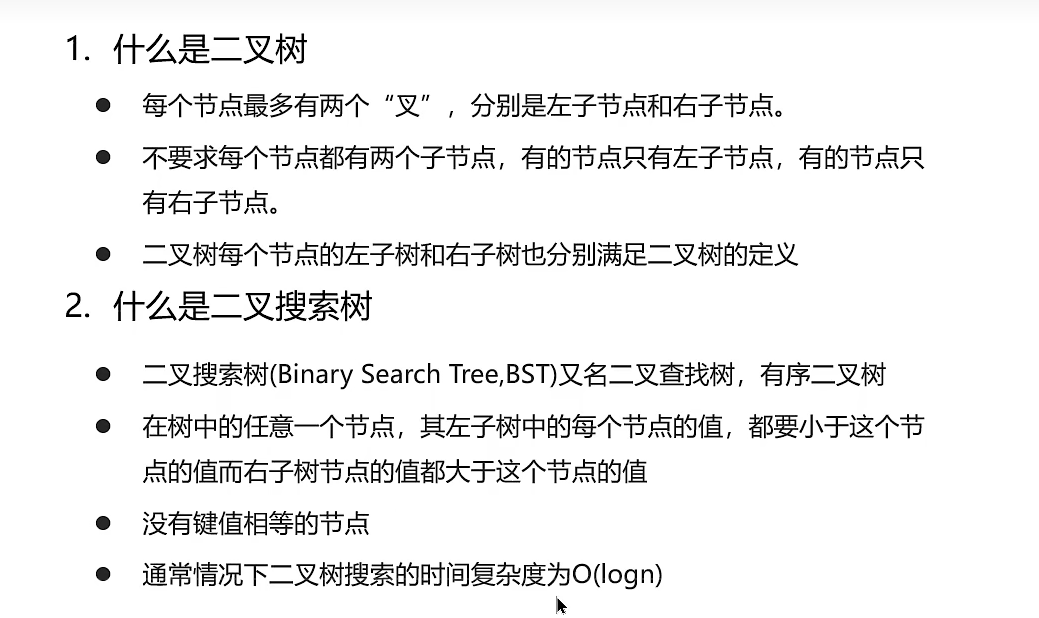 1. 什么是二叉树
● 每个节点最多有两个“叉”，分别是左子节点和右子节点。
● 不要求每个节点都有两个子节点，有的节点只有左子节点，有的节点只
有右子节点。
● 二叉树每个节点的左子树和右子树也分别满足二叉树的定义
2. 什么是二叉搜索树
● 二叉搜索树(Binary Search Tree,BST)又名二叉查找树，有序二叉树
● 在树中的任意一个节点，其左子树中的每个节点的值，都要小于这个节
点的值而右子树节点的值都大于这个节点的值
● 没有键值相等的节点
● 通常情况下二叉树搜索的时间复杂度为O(logn)